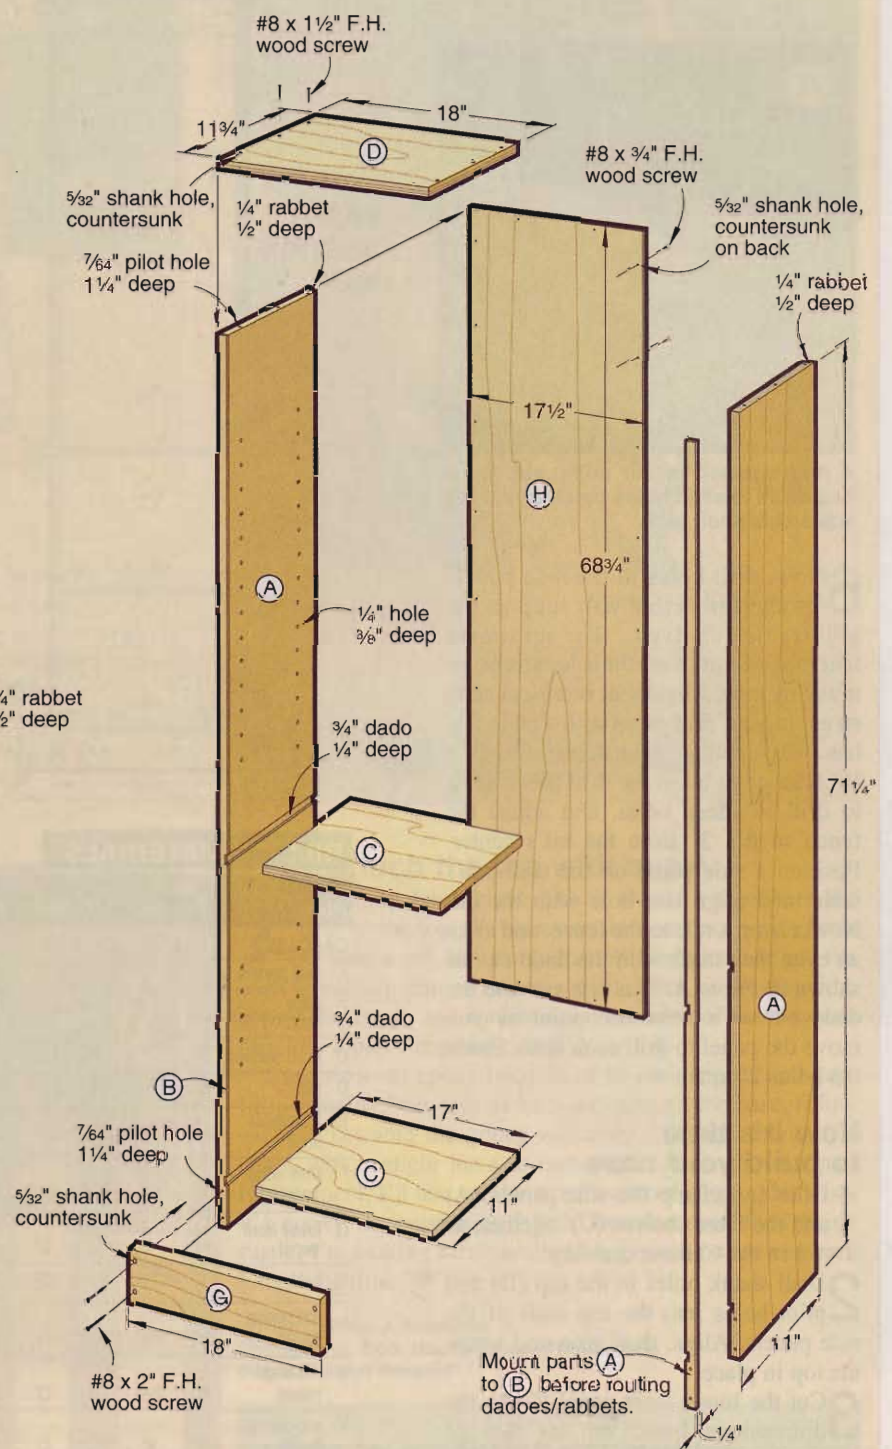 #8 x 1½" F.H.
wood screw
11¾"
18"
D
#8 x ¾" F.H.
wood screw
5⁄32" shank hole,
countersunk
¼" rabbet
½" deep
5⁄32" shank hole,
countersunk
on back
7⁄64" pilot hole
1¼" deep
¼" rabbet
½" deep
17½"
H
68¾"
A
¼" hole
⅜" deep
4" rabbet
2" deep
¾" dado
¼" deep
71¼"
C
A
¾" dado
¼" deep
B
17"
7⁄64" pilot hole
1¼" deep
C
5⁄32" shank hole,
countersunk
11"
G
18"
11"
#8 x 2" F.H.
wood screw
Mount parts A
to B before routing
dadoes/rabbets.
¼"